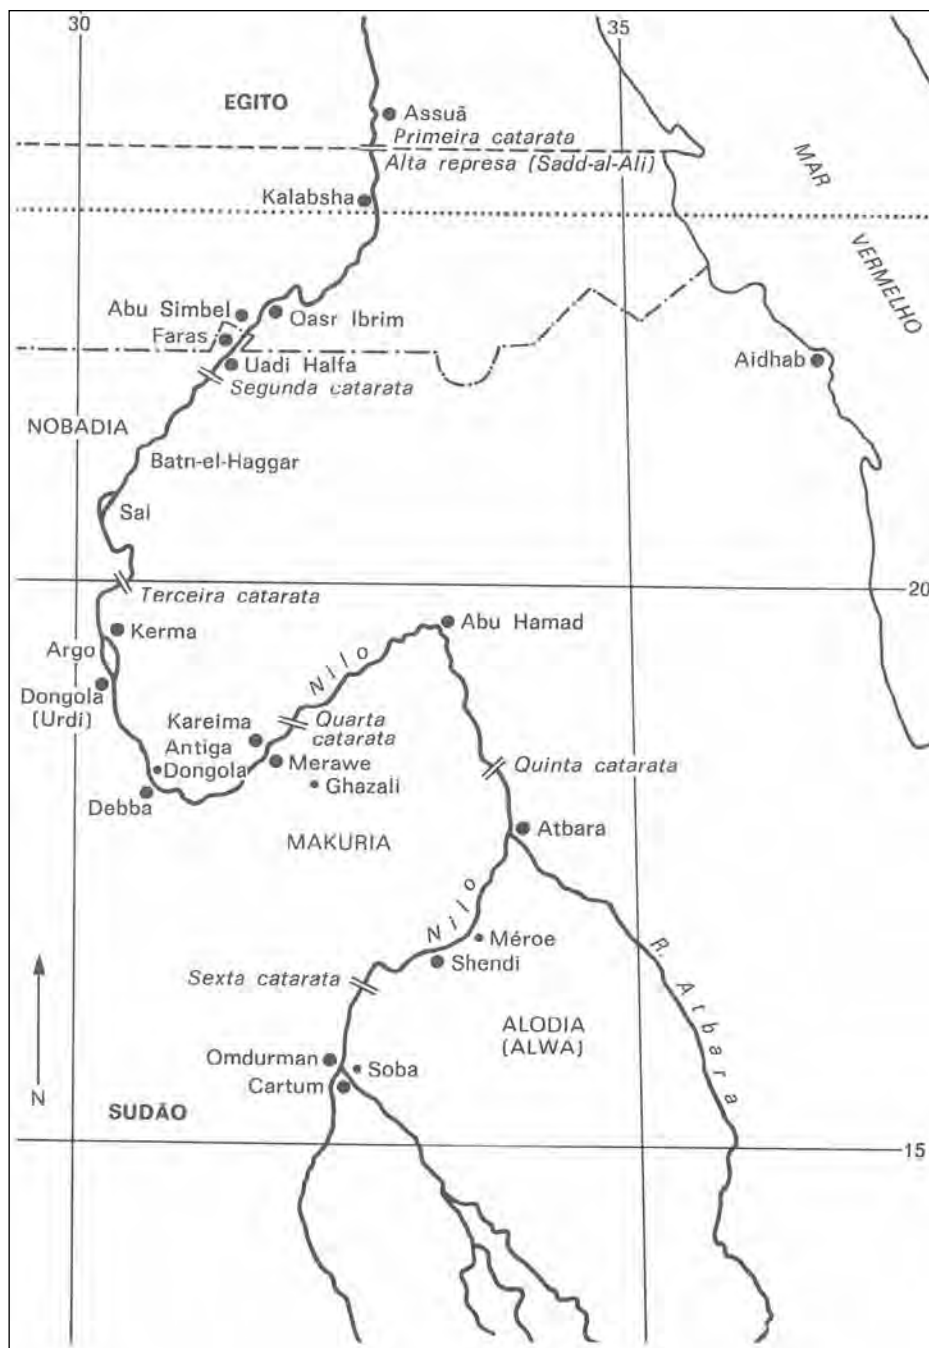 30
35
EGITO
Assuã
Primeira catarata
Alta represa (Sadd-al-Ali)
MAR
VERMELHO
Kalabsha
Abu Simbel
Oasr Ibrim
Faras
Uadi Halfa
Aidhab
Segunda catarata
NOBADIA
Batn-el-Haggar
Sai
20
Terceira catarata
Abu Hamad
Kerma
Argo
Nilo
Dongola
(Urdi)
Kareima
Quarta
catarata
Antiga
Dongola
Merawe
Quinta catarata
Ghazali
Debba
Atbara
MAKURIA
Nilo
Méroe
R. Atbara
Shendi
Sexta catarata
ALODIA
(ALWA)
Omdurman
Soba
Cartum
N
SUDÃO
15